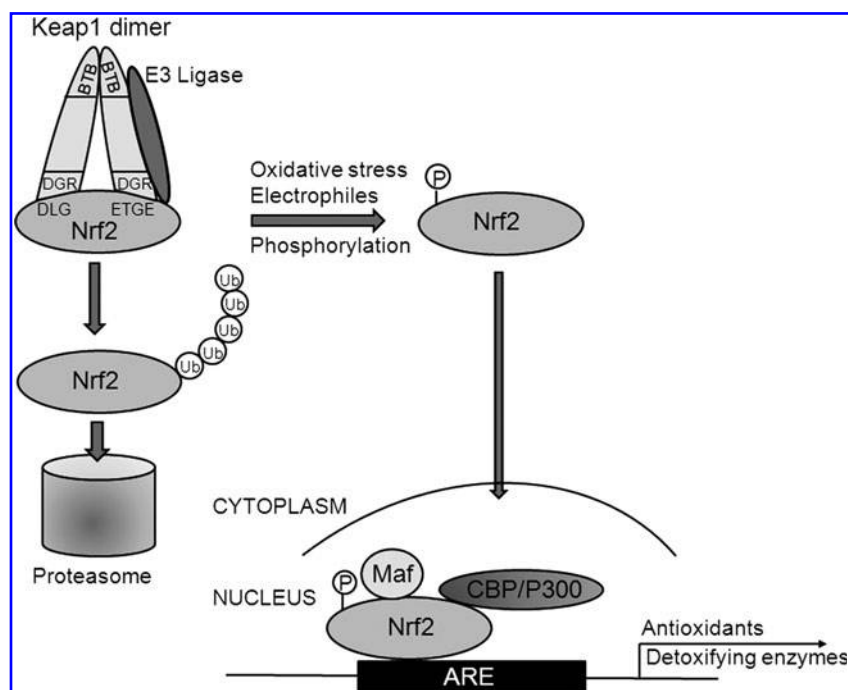 Keap1 dimer
BTB
BTB
E3 Ligase
DGR
DGR
DLG
ETGE
Nrf2
Oxidative stress
Electrophiles
Phosphorylation
P
Nrf2
Ub
Ub
Ub
Ub
Ub
Nrf2
Proteasome
CYTOPLASM
NUCLEUS
P
Maf
CBP/P300
Nrf2
ARE
Antioxidants
Detoxifying enzymes